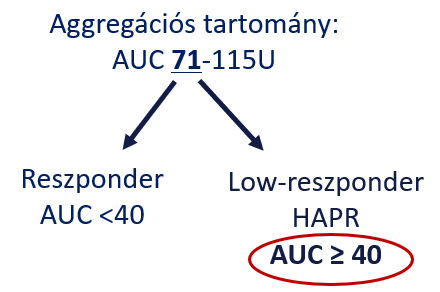 Aggregációs tartomány:
AUC 71-115U
Reszponder
AUC <40
Low-reszponder
HAPR
AUC ≥ 40